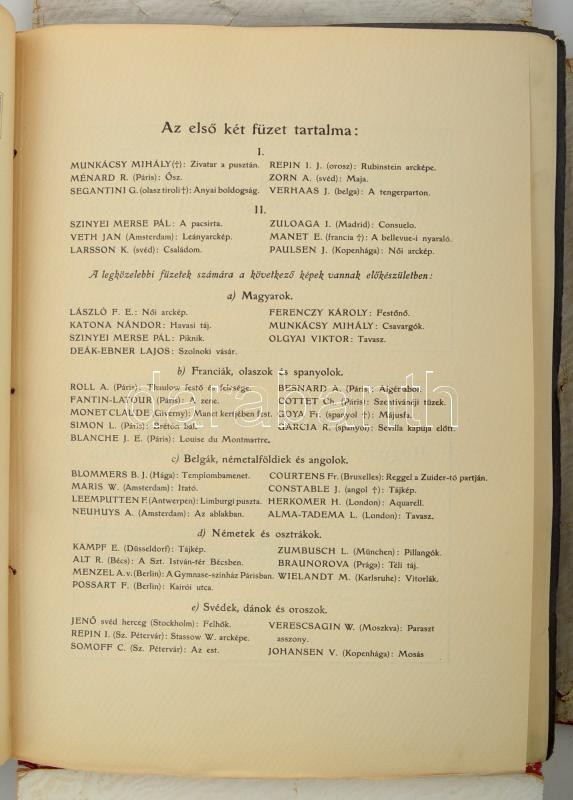 Az első két füzet tartalma:
I.
MUNKÁCSY MIHÁLY(†): Zivatar a pusztán.
MÉNARD R. (Páris): Ősz.
SEGANTINI G. (olasz tiroli †): Anyai boldogság.
REPIN I. J. (orosz): Rubinstein arcképe.
ZORN A. (svéd): Maja.
VERHAAS J. (belga): A tengerparton.
II.
SZINYEI MERSE PÁL: A pacsirta.
VETH JAN (Amsterdam): Leányarckép.
LARSSON K. (svéd): Családom.
ZULOAGA I. (Madrid): Consuelo.
MANET E. (francia †): A bellevue-i nyaraló.
PAULSEN J. (Kopenhága): Női arckép.
A legközelebbi füzetek számára a következő képek vannak előkészületben:
a) Magyarok.
LÁSZLÓ F. E.: Női arckép.
KATONA NÁNDOR: Havasi táj.
SZINYEI MERSE PÁL: Piknik.
DEÁK-EBNER LAJOS: Szolnoki vásár.
FERENCZY KÁROLY: Festőnő.
MUNKÁCSY MIHÁLY: Csavargók.
OLGYAI VIKTOR: Tavasz.
b) Franciák, olaszok és spanyolok.
ROLL A. (Páris): Thaulow festő és felesége.
FANTIN-LATOUR (Páris): A zene.
MONET CLAUDE (Giverny): Manet kertjében fest.
SIMON L. (Páris): Breton bál.
BLANCHE J. E. (Páris): Louise du Montmartre.
BESNARD A. (Páris): Algériából.
COTTET Ch. (Páris): Szentivánéji tüzek.
GOYA Fr. (spanyol †): Májusfa.
GARCIA R. (spanyol): Sevilla kapuja előtt.
c) Belgák, németalföldiek és angolok.
BLOMMERS B. J. (Hága): Templombamenet.
MARIS W. (Amsterdam): Itató.
LEEMPUTTEN F. (Antwerpen): Limburgi puszta.
NEUHUYS A. (Amsterdam): Az ablakban.
COURTENS Fr. (Bruxelles): Reggel a Zuider-tó partján.
CONSTABLE J. (angol †): Tájkép.
HERKOMER H. (London): Aquarell.
ALMA-TADEMA L. (London): Tavasz.
d) Németek és osztrákok.
KAMPF E. (Düsseldorf): Tájkép.
ALT R. (Bécs): A Szt. István-tér Bécsben.
MENZEL A. v. (Berlin): A Gymnase-színház Párisban.
POSSART F. (Berlin): Kairói utca.
ZUMBUSCH L. (München): Pillangók.
BRAUNOROVA (Prága): Téli táj.
WIELANDT M. (Karlsruhe): Vitorlák.
e) Svédek, dánok és oroszok.
JENŐ svéd herceg (Stockholm): Felhők.
REPIN I. (Sz. Pétervár): Stassow W. arcképe.
SOMOFF C. (Sz. Pétervár): Az est.
VERESCSAGIN W. (Moszkva): Paraszt
asszony.
JOHANSEN V. (Kopenhága): Mosás
darabanth